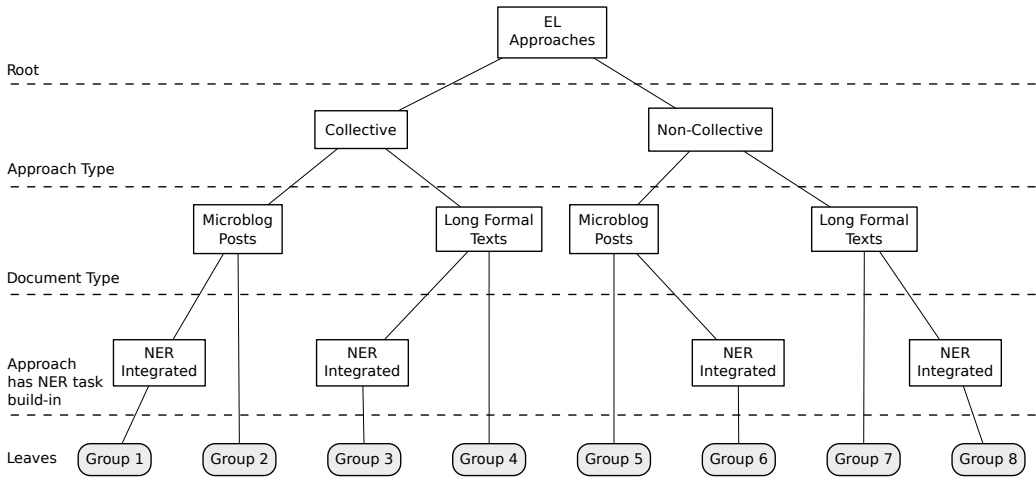 EL
Approaches
Root
Collective
Non-Collective
Approach Type
Microblog
Posts
Long Formal
Texts
Microblog
Posts
Long Formal
Texts
Document Type
NER
Integrated
NER
Integrated
NER
Integrated
NER
Integrated
Approach
has NER task
build-in
Leaves
Group 1
Group 2
Group 3
Group 4
Group 5
Group 6
Group 7
Group 8